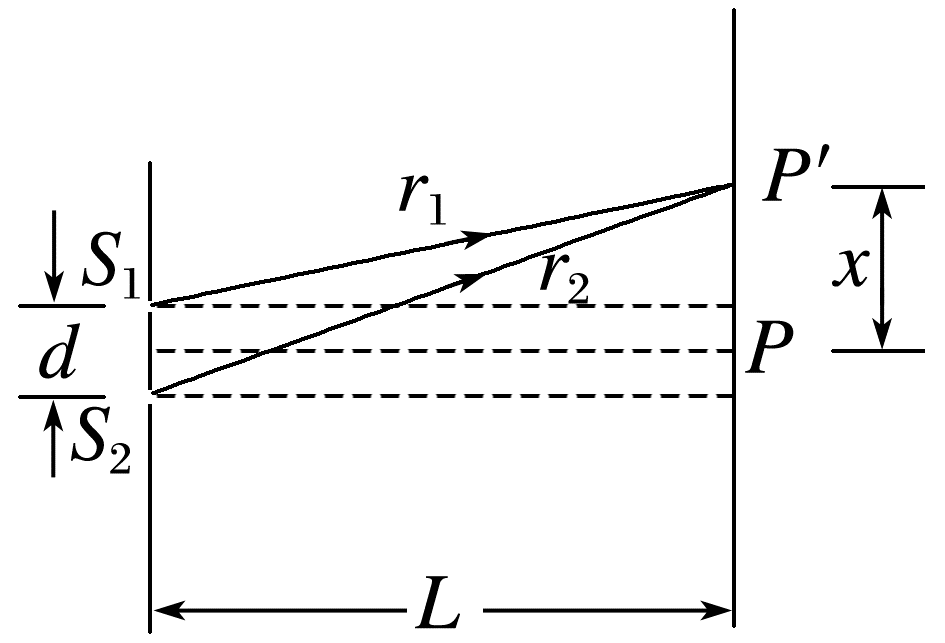 P′
r₁
S₁
r₂
x
d
P
S₂
L